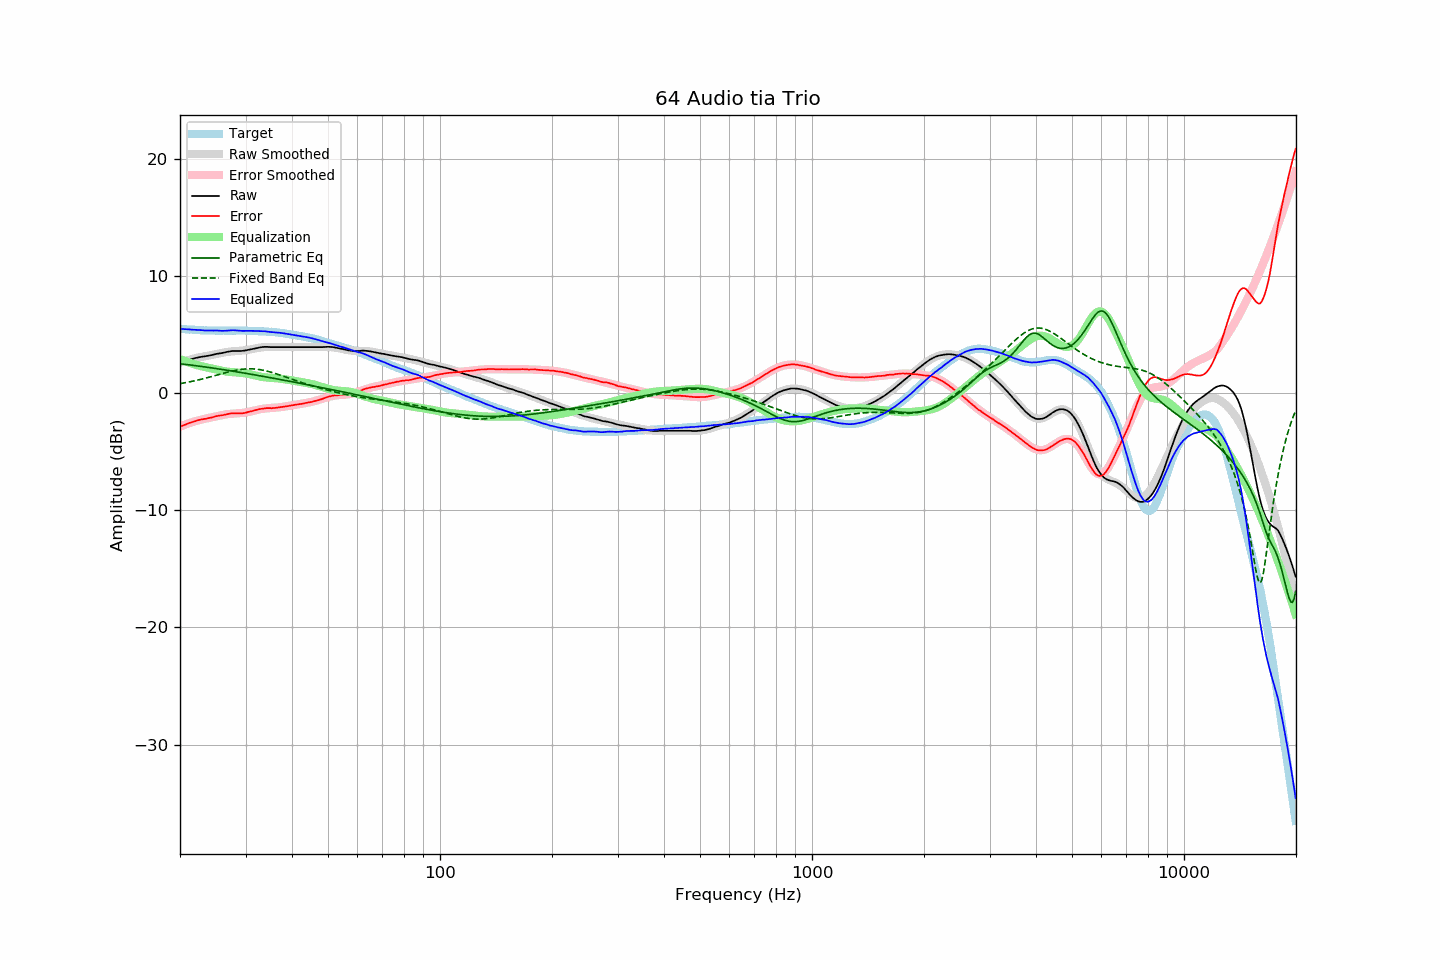 64 Audio tia Trio
Target
Raw Smoothed
Error Smoothed
Raw
Error
Equalization
Parametric Eq
Fixed Band Eq
Equalized
20
10
0
−10
−20
−30
Amplitude (dBr)
100 1000 10000
Frequency (Hz)